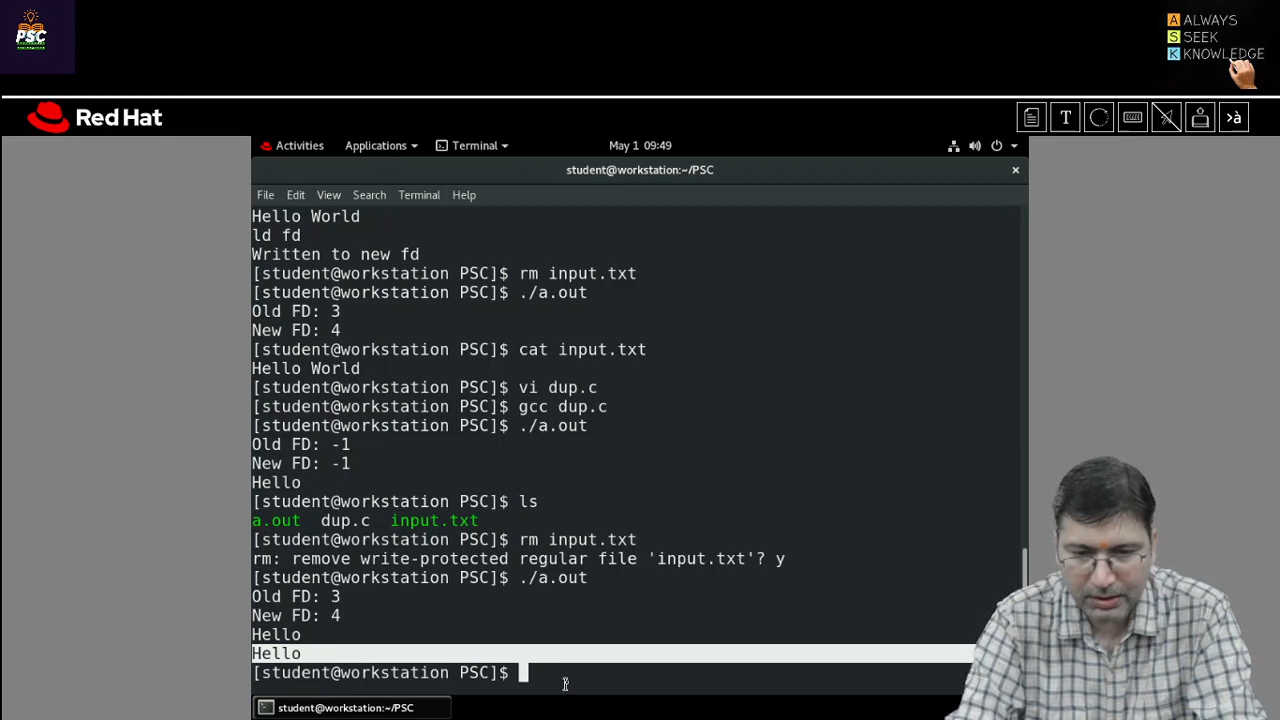 PSC
A ALWAYS
S SEEK
K KNOWLEDGE
Red Hat
T
>à
Activities Applications Terminal May 1 09:49
student@workstation:~/PSC ×
File Edit View Search Terminal Help
Hello World
ld fd
Written to new fd
[student@workstation PSC]$ rm input.txt
[student@workstation PSC]$ ./a.out
Old FD: 3
New FD: 4
[student@workstation PSC]$ cat input.txt
Hello World
[student@workstation PSC]$ vi dup.c
[student@workstation PSC]$ gcc dup.c
[student@workstation PSC]$ ./a.out
Old FD: -1
New FD: -1
Hello
[student@workstation PSC]$ ls
a.out dup.c input.txt
[student@workstation PSC]$ rm input.txt
rm: remove write-protected regular file 'input.txt'? y
[student@workstation PSC]$ ./a.out
Old FD: 3
New FD: 4
Hello
Hello
[student@workstation PSC]$
student@workstation:~/PSC